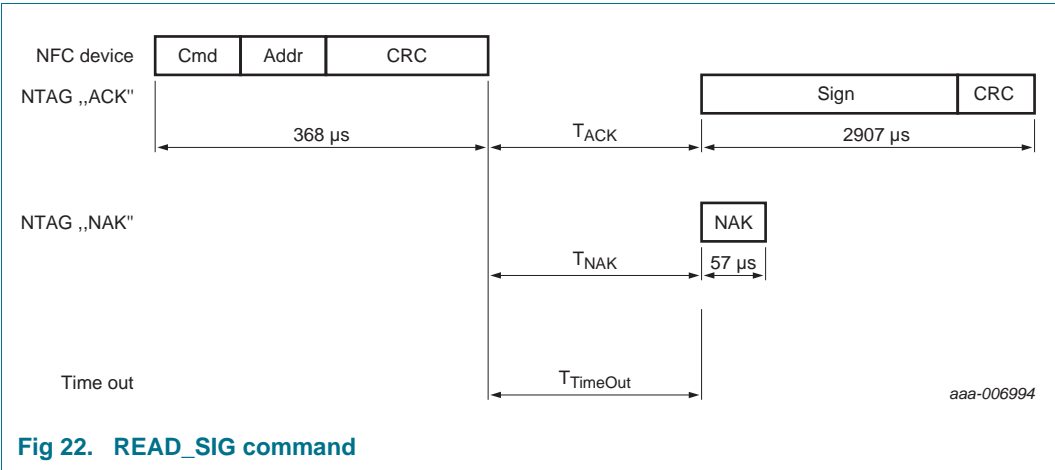 NFC device Cmd Addr CRC
NTAG ,,ACK" Sign CRC
368 µs TACK 2907 µs
NTAG ,,NAK" NAK
TNAK 57 µs
Time out TTimeOut aaa-006994
Fig 22. READ_SIG command